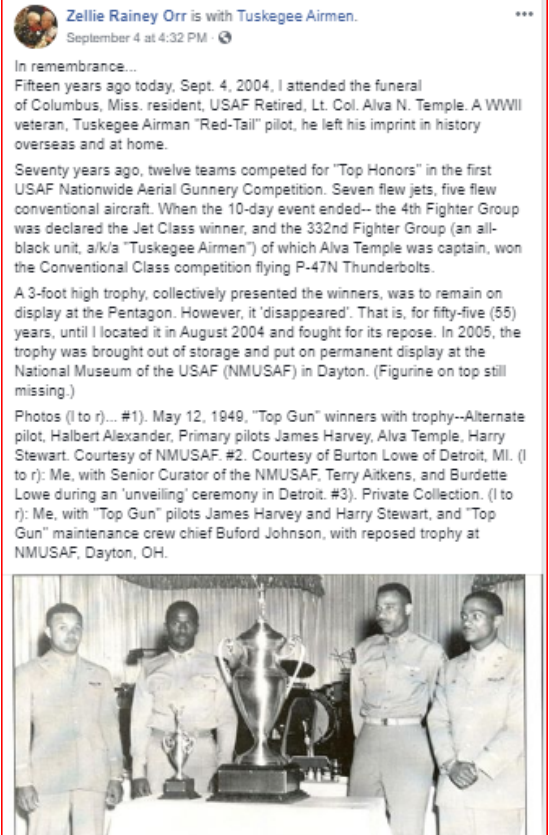 Zellie Rainey Orr is with Tuskegee Airmen.
September 4 at 4:32 PM ·
In remembrance...
Fifteen years ago today, Sept. 4, 2004, I attended the funeral
of Columbus, Miss. resident, USAF Retired, Lt. Col. Alva N. Temple. A WWII
veteran, Tuskegee Airman "Red-Tail" pilot, he left his imprint in history
overseas and at home.
Seventy years ago, twelve teams competed for "Top Honors" in the first
USAF Nationwide Aerial Gunnery Competition. Seven flew jets, five flew
conventional aircraft. When the 10-day event ended-- the 4th Fighter Group
was declared the Jet Class winner, and the 332nd Fighter Group (an all-
black unit, a/k/a "Tuskegee Airmen") of which Alva Temple was captain, won
the Conventional Class competition flying P-47N Thunderbolts.
A 3-foot high trophy, collectively presented the winners, was to remain on
display at the Pentagon. However, it 'disappeared'. That is, for fifty-five (55)
years, until I located it in August 2004 and fought for its repose. In 2005, the
trophy was brought out of storage and put on permanent display at the
National Museum of the USAF (NMUSAF) in Dayton. (Figurine on top still
missing.)
Photos (l to r)... #1). May 12, 1949, "Top Gun" winners with trophy--Alternate
pilot, Halbert Alexander, Primary pilots James Harvey, Alva Temple, Harry
Stewart. Courtesy of NMUSAF. #2. Courtesy of Burton Lowe of Detroit, MI. (l
to r): Me, with Senior Curator of the NMUSAF, Terry Aitkens, and Burdette
Lowe during an 'unveiling' ceremony in Detroit. #3). Private Collection. (l to
r): Me, with "Top Gun" pilots James Harvey and Harry Stewart, and "Top
Gun" maintenance crew chief Buford Johnson, with reposed trophy at
NMUSAF, Dayton, OH.